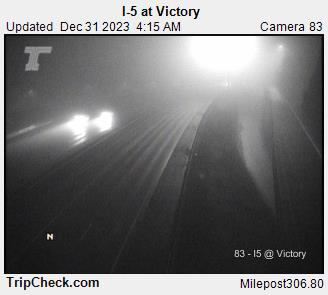 I-5 at Victory
Updated Dec 31 2023 4:15 AM Camera 83
T
N
83 - I5 @ Victory
TripCheck.com Milepost306.80